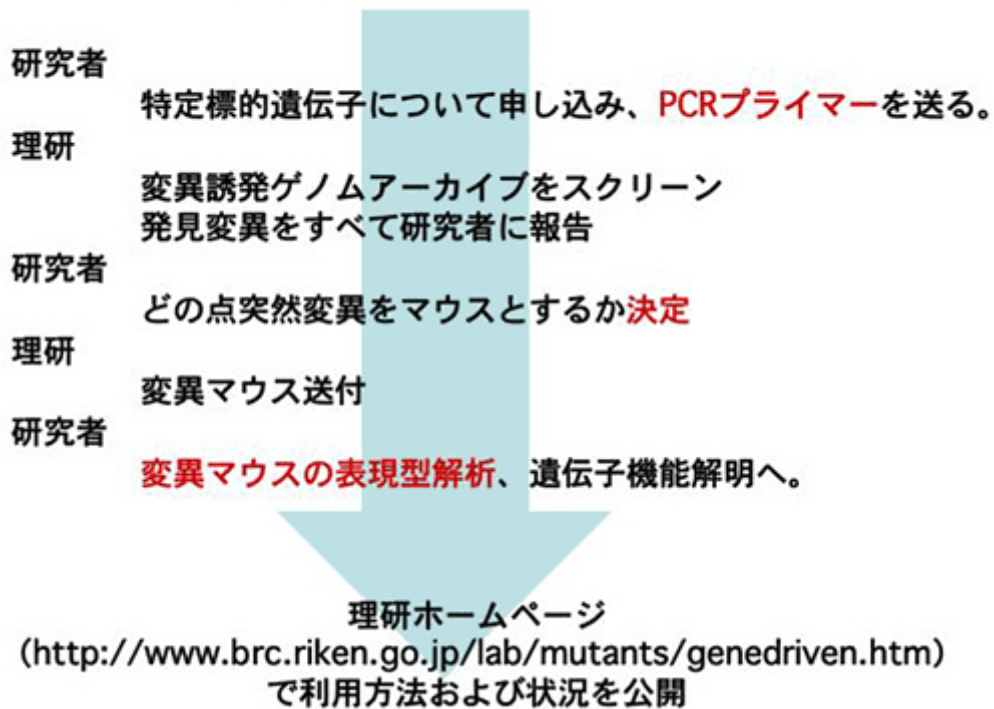 研究者
特定標的遺伝子について申し込み、PCRプライマーを送る。
理研
変異誘発ゲノムアーカイブをスクリーン
発見変異をすべて研究者に報告
研究者
どの点突然変異をマウスとするか決定
理研
変異マウス送付
研究者
変異マウスの表現型解析、遺伝子機能解明へ。
理研ホームページ
(http://www.brc.riken.go.jp/lab/mutants/genedriven.htm)
で利用方法および状況を公開